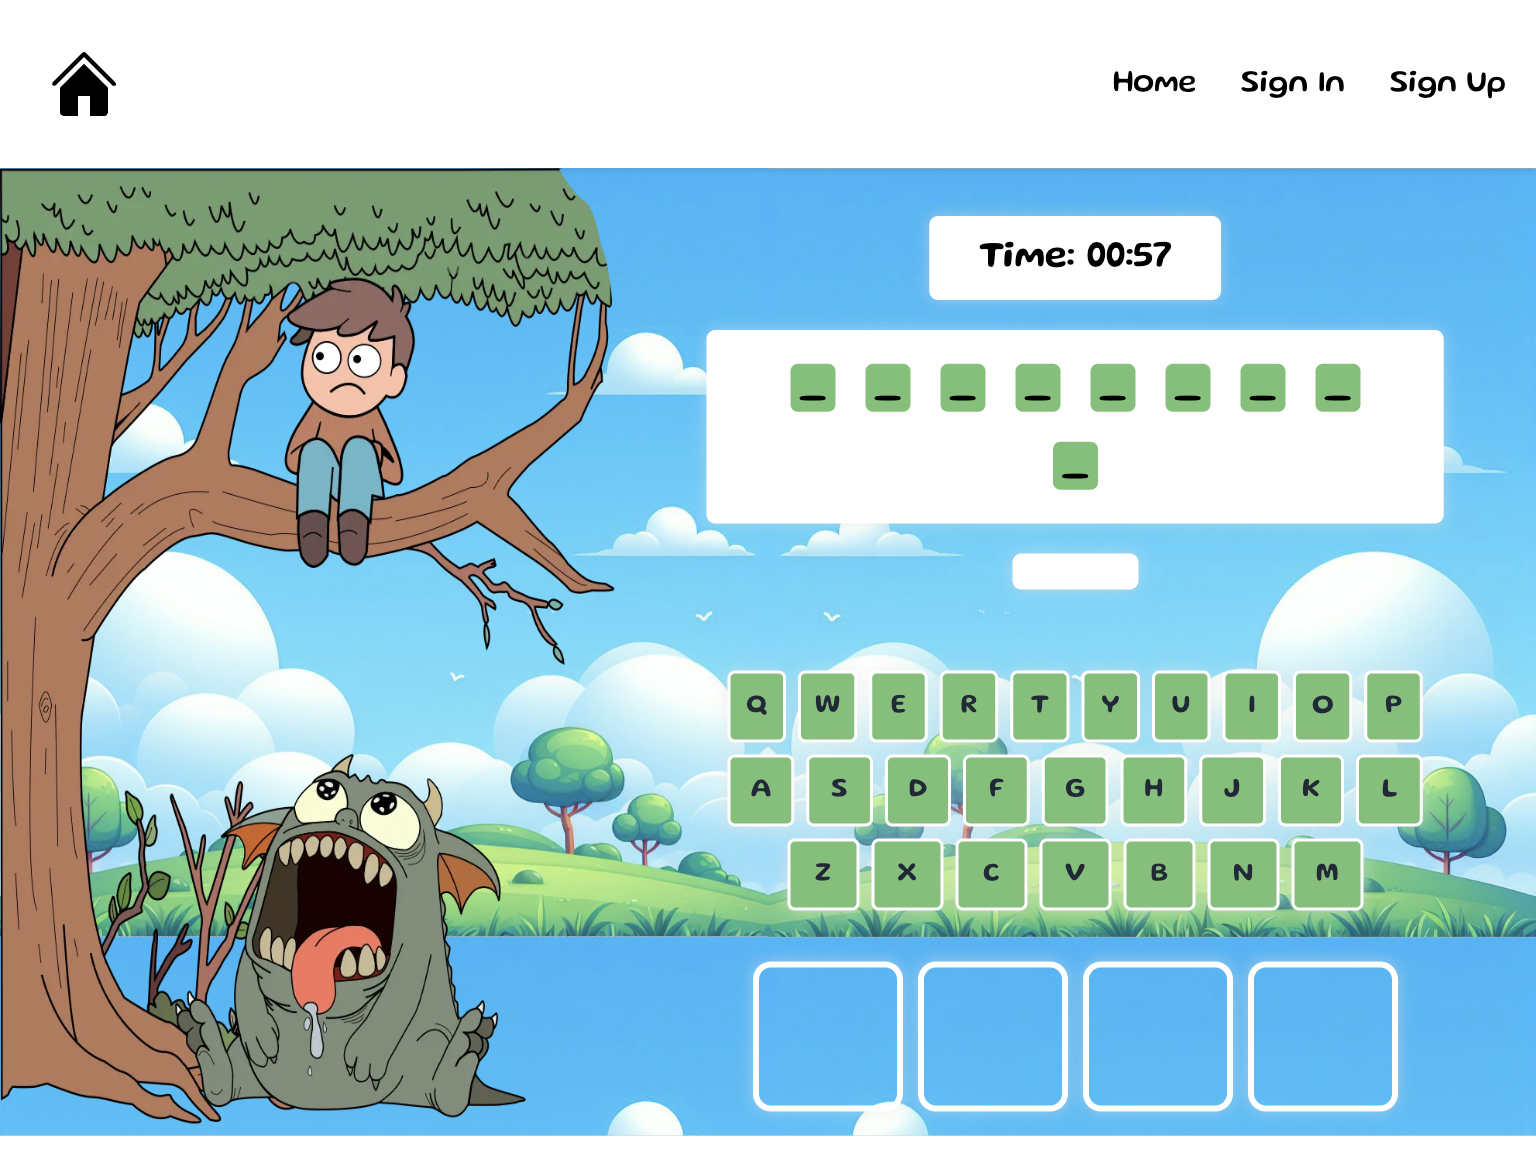 Home Sign In Sign Up
Time: 00:57
_ _ _ _ _ _ _ _
_
Q W E R T Y U I O P
A S D F G H J K L
Z X C V B N M